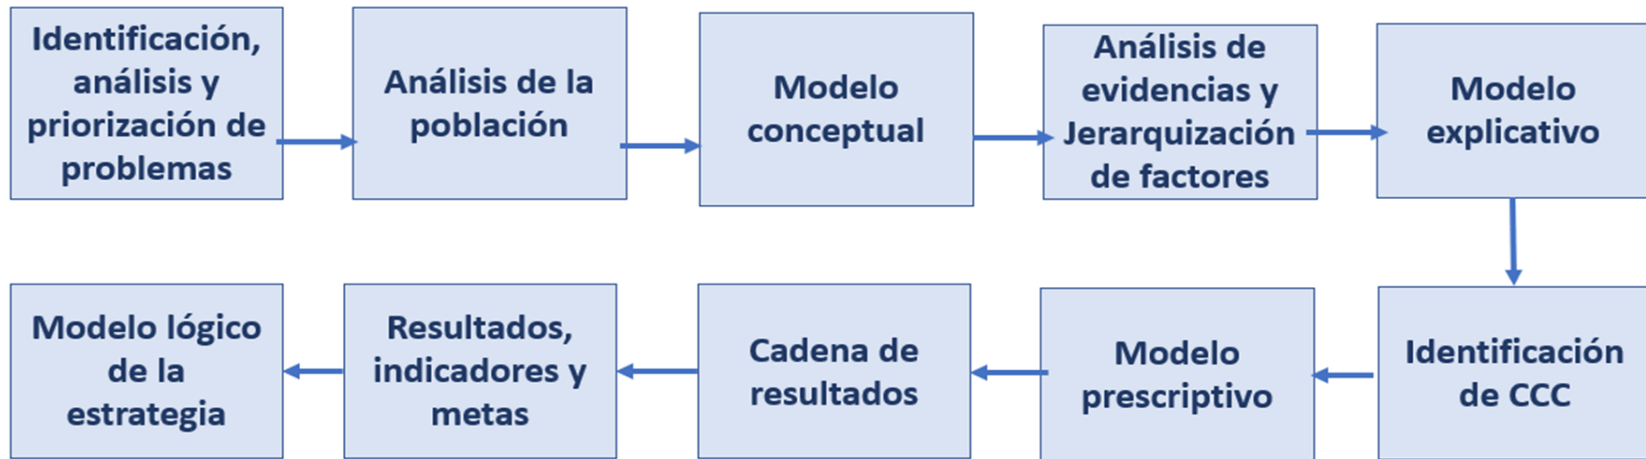 Identificación,
análisis y
priorización de
problemas
Análisis de la
población
Modelo
conceptual
Análisis de
evidencias y
Jerarquización
de factores
Modelo
explicativo
Identificación
de CCC
Modelo
prescriptivo
Cadena de
resultados
Resultados,
indicadores y
metas
Modelo lógico
de la
estrategia